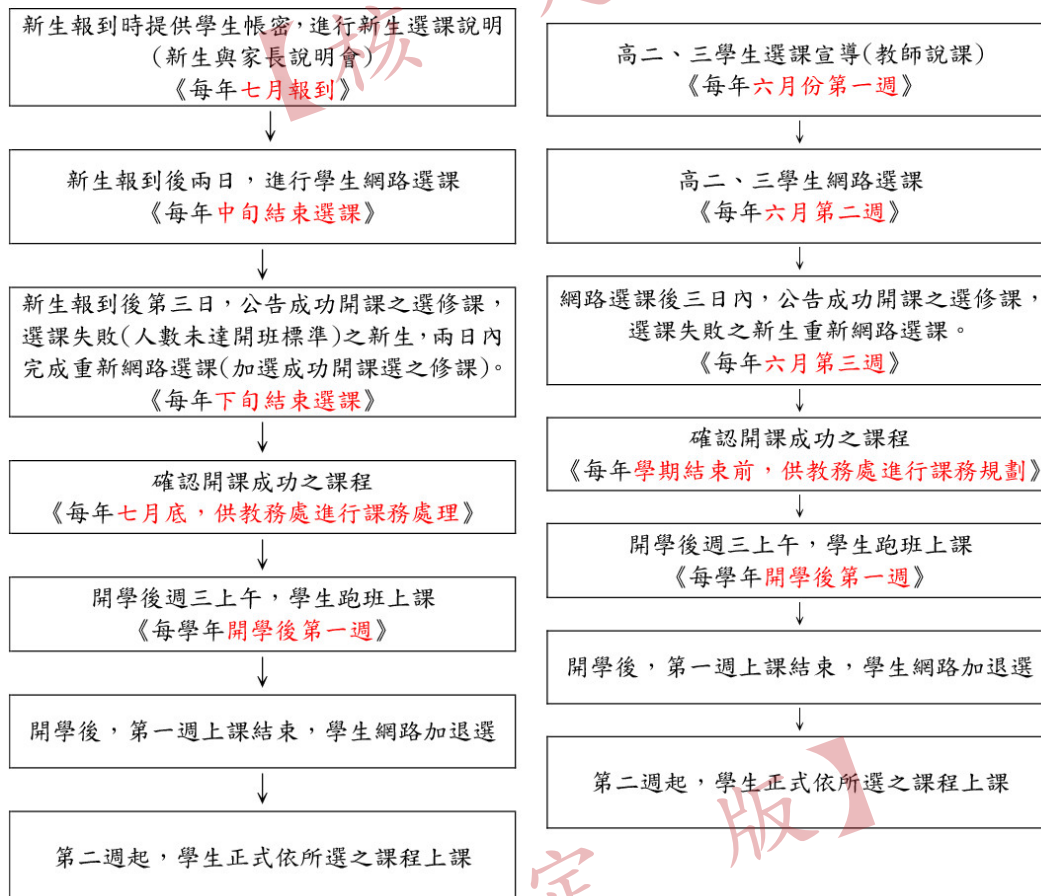 新生報到時提供學生帳密，進行新生選課說明
(新生與家長說明會)
《每年七月報到》
新生報到後兩日，進行學生網路選課
《每年中旬結束選課》
新生報到後第三日，公告成功開課之選修課，
選課失敗(人數未達開班標準)之新生，兩日內
完成重新網路選課(加選成功開課選之修課)。
《每年下旬結束選課》
確認開課成功之課程
《每年七月底，供教務處進行課務處理》
開學後週三上午，學生跑班上課
《每學年開學後第一週》
開學後，第一週上課結束，學生網路加退選
第二週起，學生正式依所選之課程上課
高二、三學生選課宣導(教師說課)
《每年六月份第一週》
高二、三學生網路選課
《每年六月第二週》
網路選課後三日內，公告成功開課之選修課，
選課失敗之新生重新網路選課。
《每年六月第三週》
確認開課成功之課程
《每年學期結束前，供教務處進行課務規劃》
開學後週三上午，學生跑班上課
《每學年開學後第一週》
開學後，第一週上課結束，學生網路加退選
第二週起，學生正式依所選之課程上課
【核
定
版】